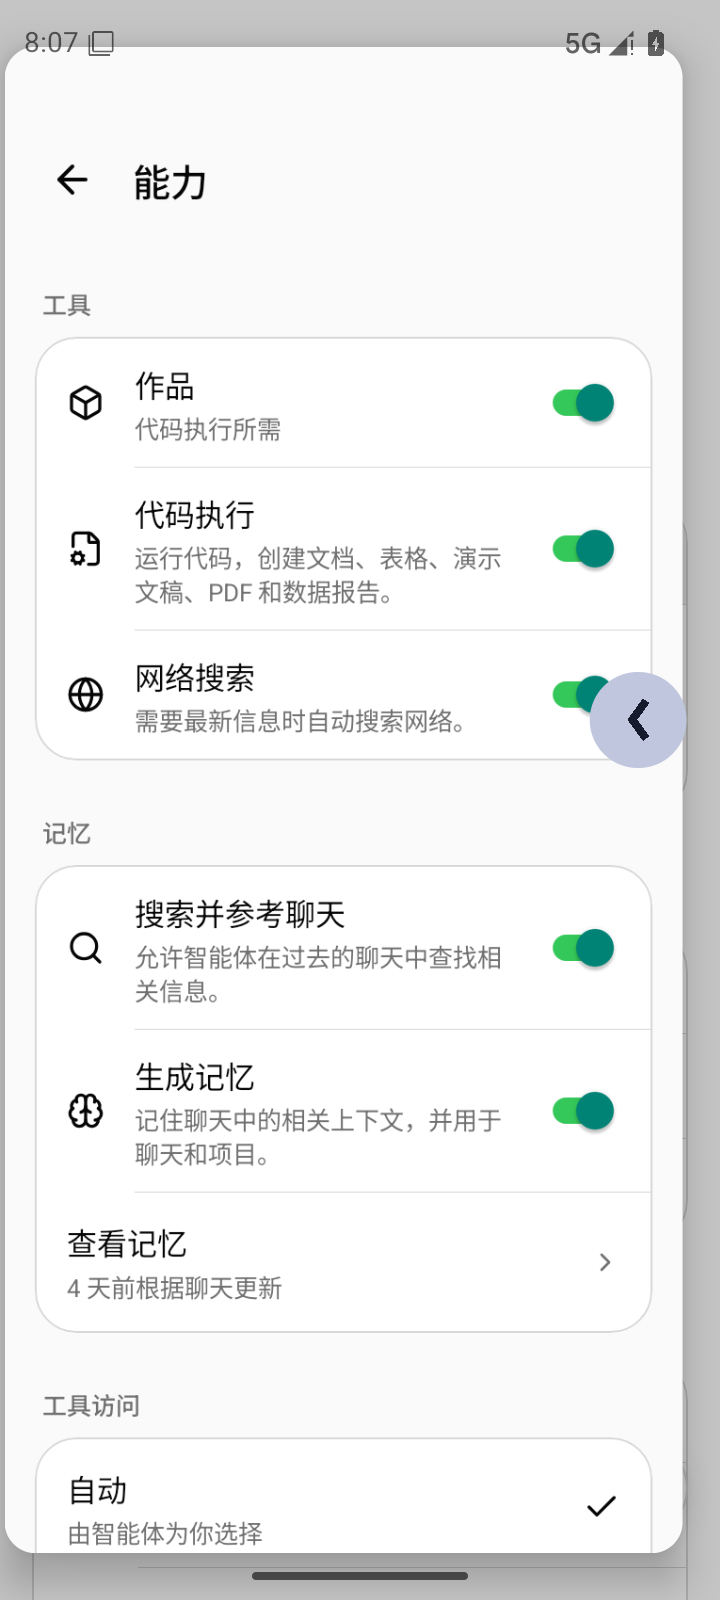 8:07
5G
能力
工具
作品
代码执行所需
代码执行
运行代码，创建文档、表格、演示
文稿、PDF 和数据报告。
网络搜索
需要最新信息时自动搜索网络。
记忆
搜索并参考聊天
允许智能体在过去的聊天中查找相
关信息。
生成记忆
记住聊天中的相关上下文，并用于
聊天和项目。
查看记忆
4 天前根据聊天更新
工具访问
自动
由智能体为你选择